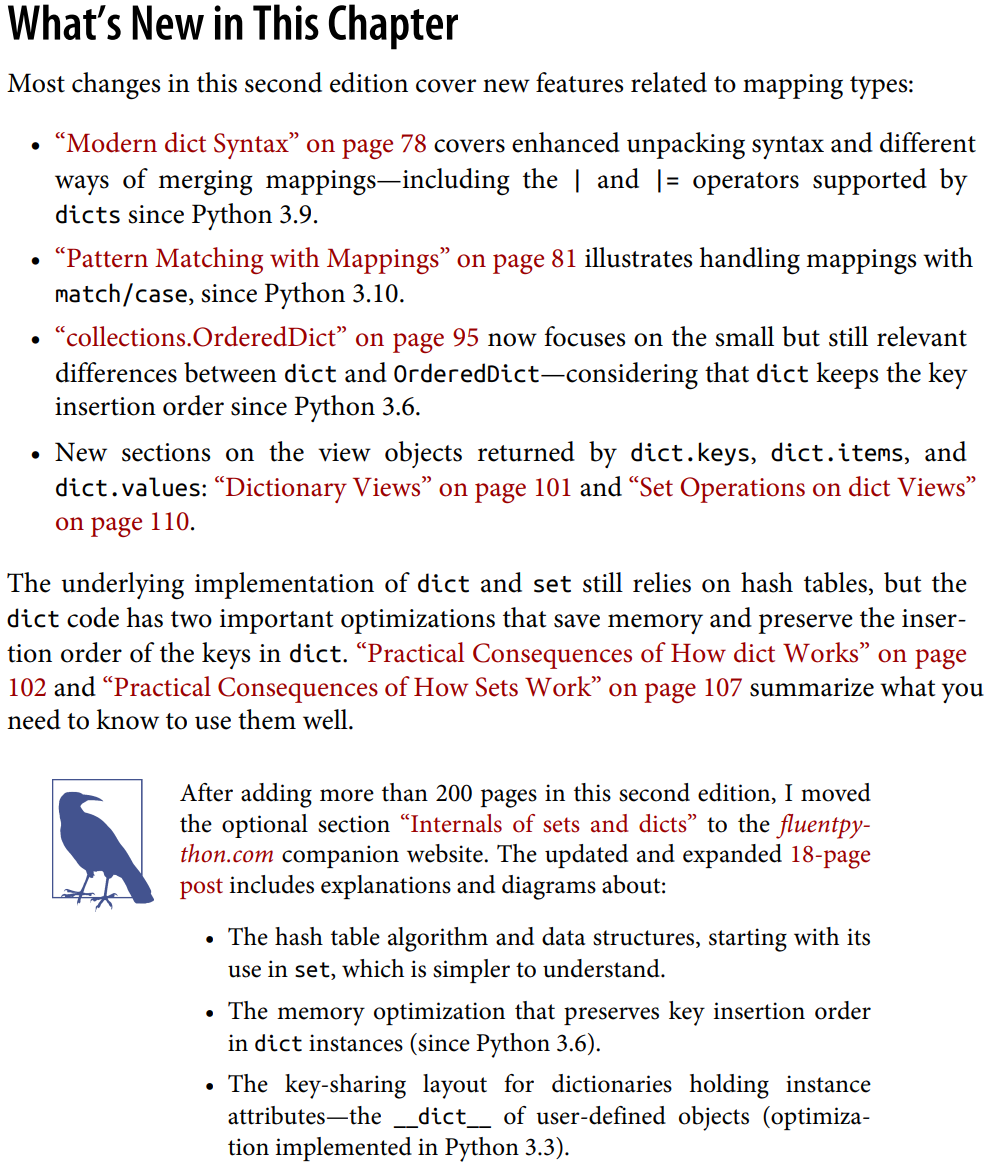 What’s New in This Chapter
Most changes in this second edition cover new features related to mapping types:
• “Modern dict Syntax” on page 78 covers enhanced unpacking syntax and different
ways of merging mappings—including the | and |= operators supported by
dicts since Python 3.9.
• “Pattern Matching with Mappings” on page 81 illustrates handling mappings with
match/case, since Python 3.10.
• “collections.OrderedDict” on page 95 now focuses on the small but still relevant
differences between dict and OrderedDict—considering that dict keeps the key
insertion order since Python 3.6.
• New sections on the view objects returned by dict.keys, dict.items, and
dict.values: “Dictionary Views” on page 101 and “Set Operations on dict Views”
on page 110.
The underlying implementation of dict and set still relies on hash tables, but the
dict code has two important optimizations that save memory and preserve the inser-
tion order of the keys in dict. “Practical Consequences of How dict Works” on page
102 and “Practical Consequences of How Sets Work” on page 107 summarize what you
need to know to use them well.
After adding more than 200 pages in this second edition, I moved
the optional section “Internals of sets and dicts” to the fluentpy-
thon.com companion website. The updated and expanded 18-page
post includes explanations and diagrams about:
• The hash table algorithm and data structures, starting with its
use in set, which is simpler to understand.
• The memory optimization that preserves key insertion order
in dict instances (since Python 3.6).
• The key-sharing layout for dictionaries holding instance
attributes—the __dict__ of user-defined objects (optimiza-
tion implemented in Python 3.3).